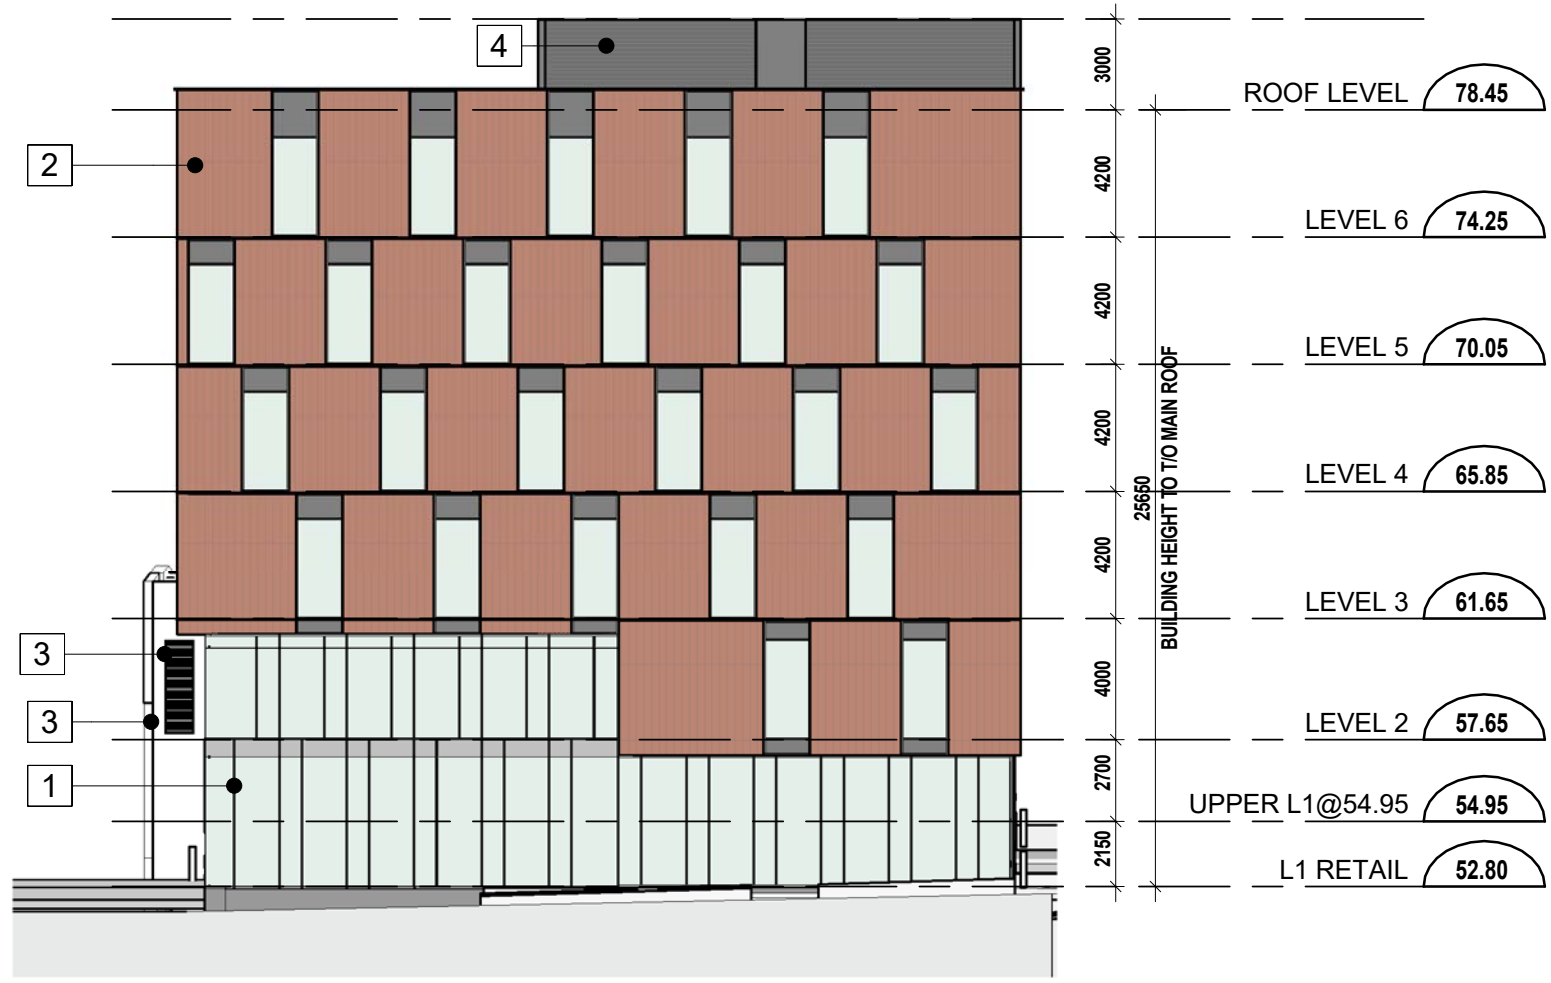 4
3000
ROOF LEVEL 78.45
2
4200
LEVEL 6 74.25
4200
LEVEL 5 70.05
4200
LEVEL 4 65.85
25650
BUILDING HEIGHT TO T/O MAIN ROOF
4200
LEVEL 3 61.65
3
4000
3
LEVEL 2 57.65
1
2700
UPPER L1@54.95 54.95
2150
L1 RETAIL 52.80